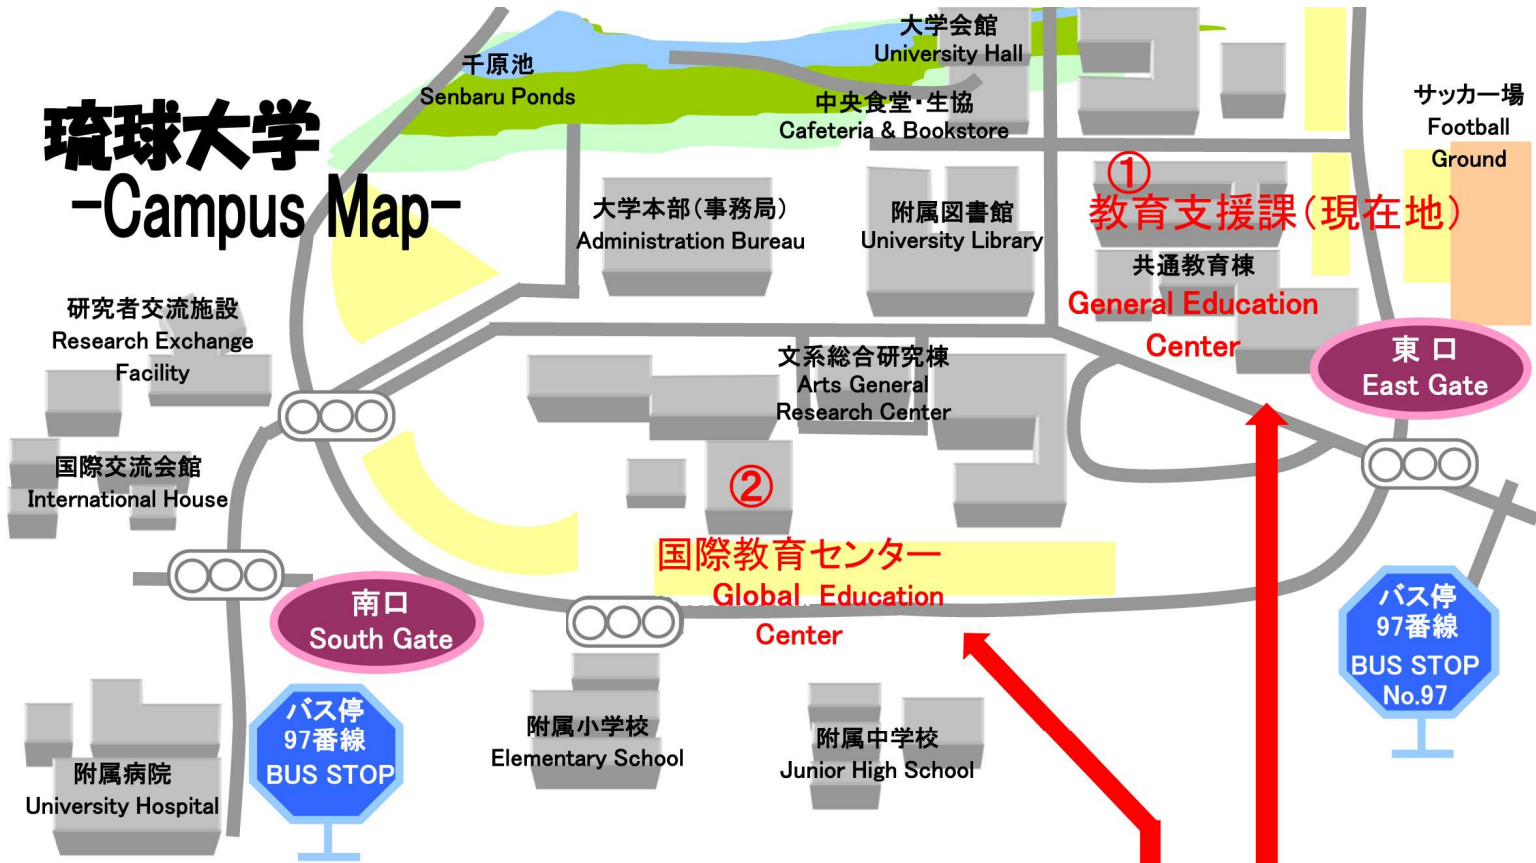 琉球大学
-Campus Map-
千原池
Senbaru Ponds
大学会館
University Hall
中央食堂・生協
Cafeteria & Bookstore
サッカー場
Football
Ground
大学本部(事務局)
Administration Bureau
附属図書館
University Library
①
教育支援課(現在地)
共通教育棟
General Education
Center
研究者交流施設
Research Exchange
Facility
文系総合研究棟
Arts General
Research Center
東 口
East Gate
国際交流会館
International House
②
国際教育センター
Global Education
Center
南口
South Gate
バス停
97番線
BUS STOP
No.97
バス停
97番線
BUS STOP
附属病院
University Hospital
附属小学校
Elementary School
附属中学校
Junior High School